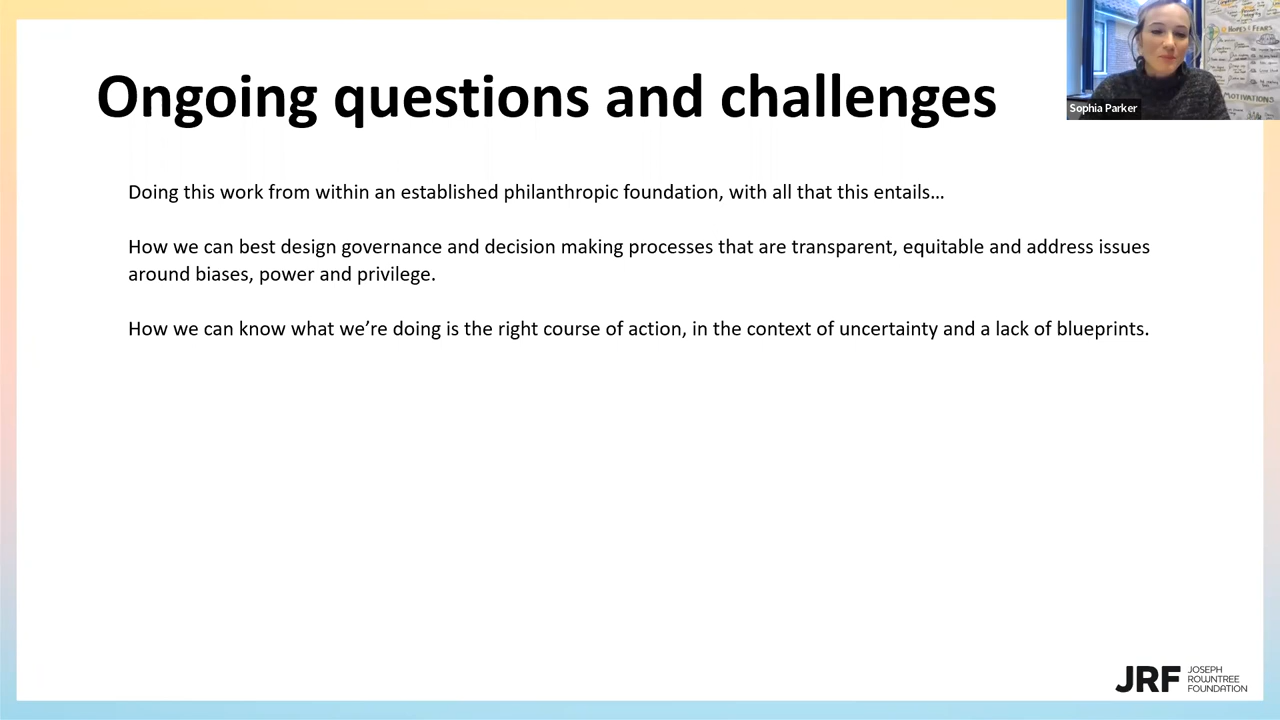 Ongoing questions and challenges
HOPES & FEARS
MOTIVATIONS
Sophia Parker
Doing this work from within an established philanthropic foundation, with all that this entails…
How we can best design governance and decision making processes that are transparent, equitable and address issues
around biases, power and privilege.
How we can know what we’re doing is the right course of action, in the context of uncertainty and a lack of blueprints.
JRF JOSEPH
ROWNTREE
FOUNDATION